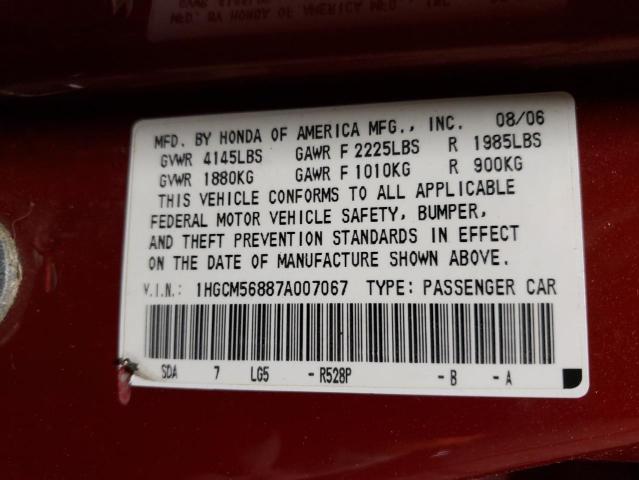 MFD. BY HONDA OF AMERICA MFG., INC. 08/06
GVWR 4145LBS GAWR F 2225LBS R 1985LBS
GVWR 1880KG GAWR F 1010KG R 900KG
THIS VEHICLE CONFORMS TO ALL APPLICABLE
FEDERAL MOTOR VEHICLE SAFETY, BUMPER,
AND THEFT PREVENTION STANDARDS IN EFFECT
ON THE DATE OF MANUFACTURE SHOWN ABOVE.
V.I.N.: 1HGCM56887A007067 TYPE: PASSENGER CAR
SDA 7 LG5 -R528P -B -A